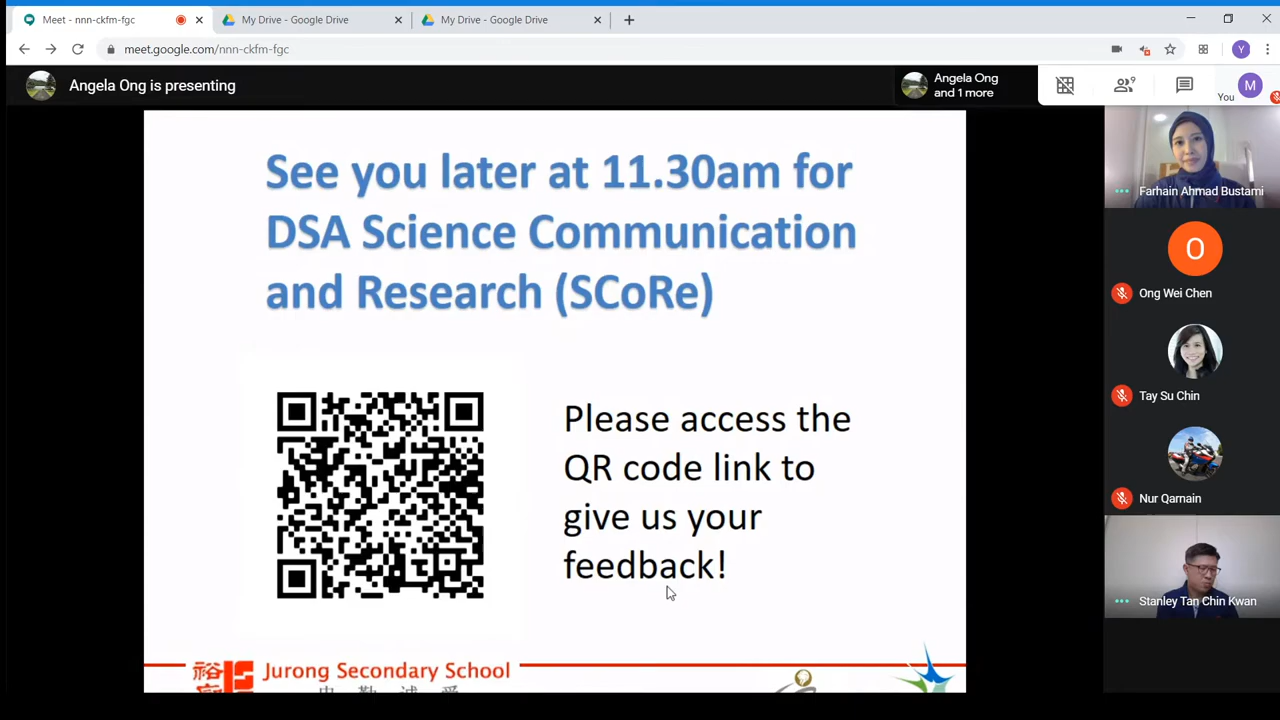 Meet - nnn-ckfm-fgc
My Drive - Google Drive
My Drive - Google Drive
meet.google.com/nnn-ckfm-fgc
Y
Angela Ong is presenting
Angela Ong
and 1 more
9
You
M
See you later at 11.30am for
DSA Science Communication
and Research (SCoRe)
Please access the
QR code link to
give us your
feedback!
Jurong Secondary School
Farhain Ahmad Bustami
O
Ong Wei Chen
Tay Su Chin
Nur Qamain
Stanley Tan Chin Kwan